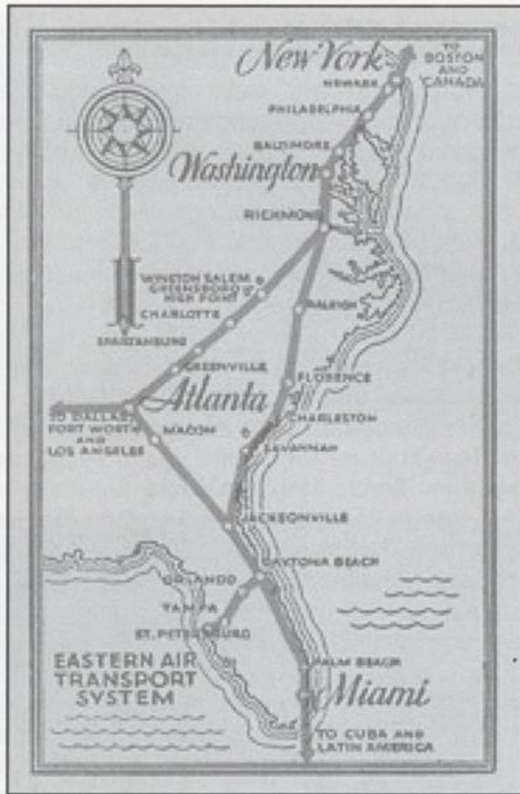 New York
TO
BOSTON
AND
CANADA
NEWARK
PHILADELPHIA
BALTIMORE
Washington
RICHMOND
WINSTON SALEM
GREENSBORO
HIGH POINT
CHARLOTTE
RALEIGH
SPARTANBURG
GREENVILLE
FLORENCE
Atlanta
CHARLESTON
TO DALLAS
FORT WORTH
AND
LOS ANGELES
MACON
SAVANNAH
JACKSONVILLE
DAYTONA BEACH
ORLANDO
TAMPA
ST. PETERSBURG
EASTERN AIR
TRANSPORT
SYSTEM
PALM BEACH
Miami
TO CUBA AND
LATIN AMERICA